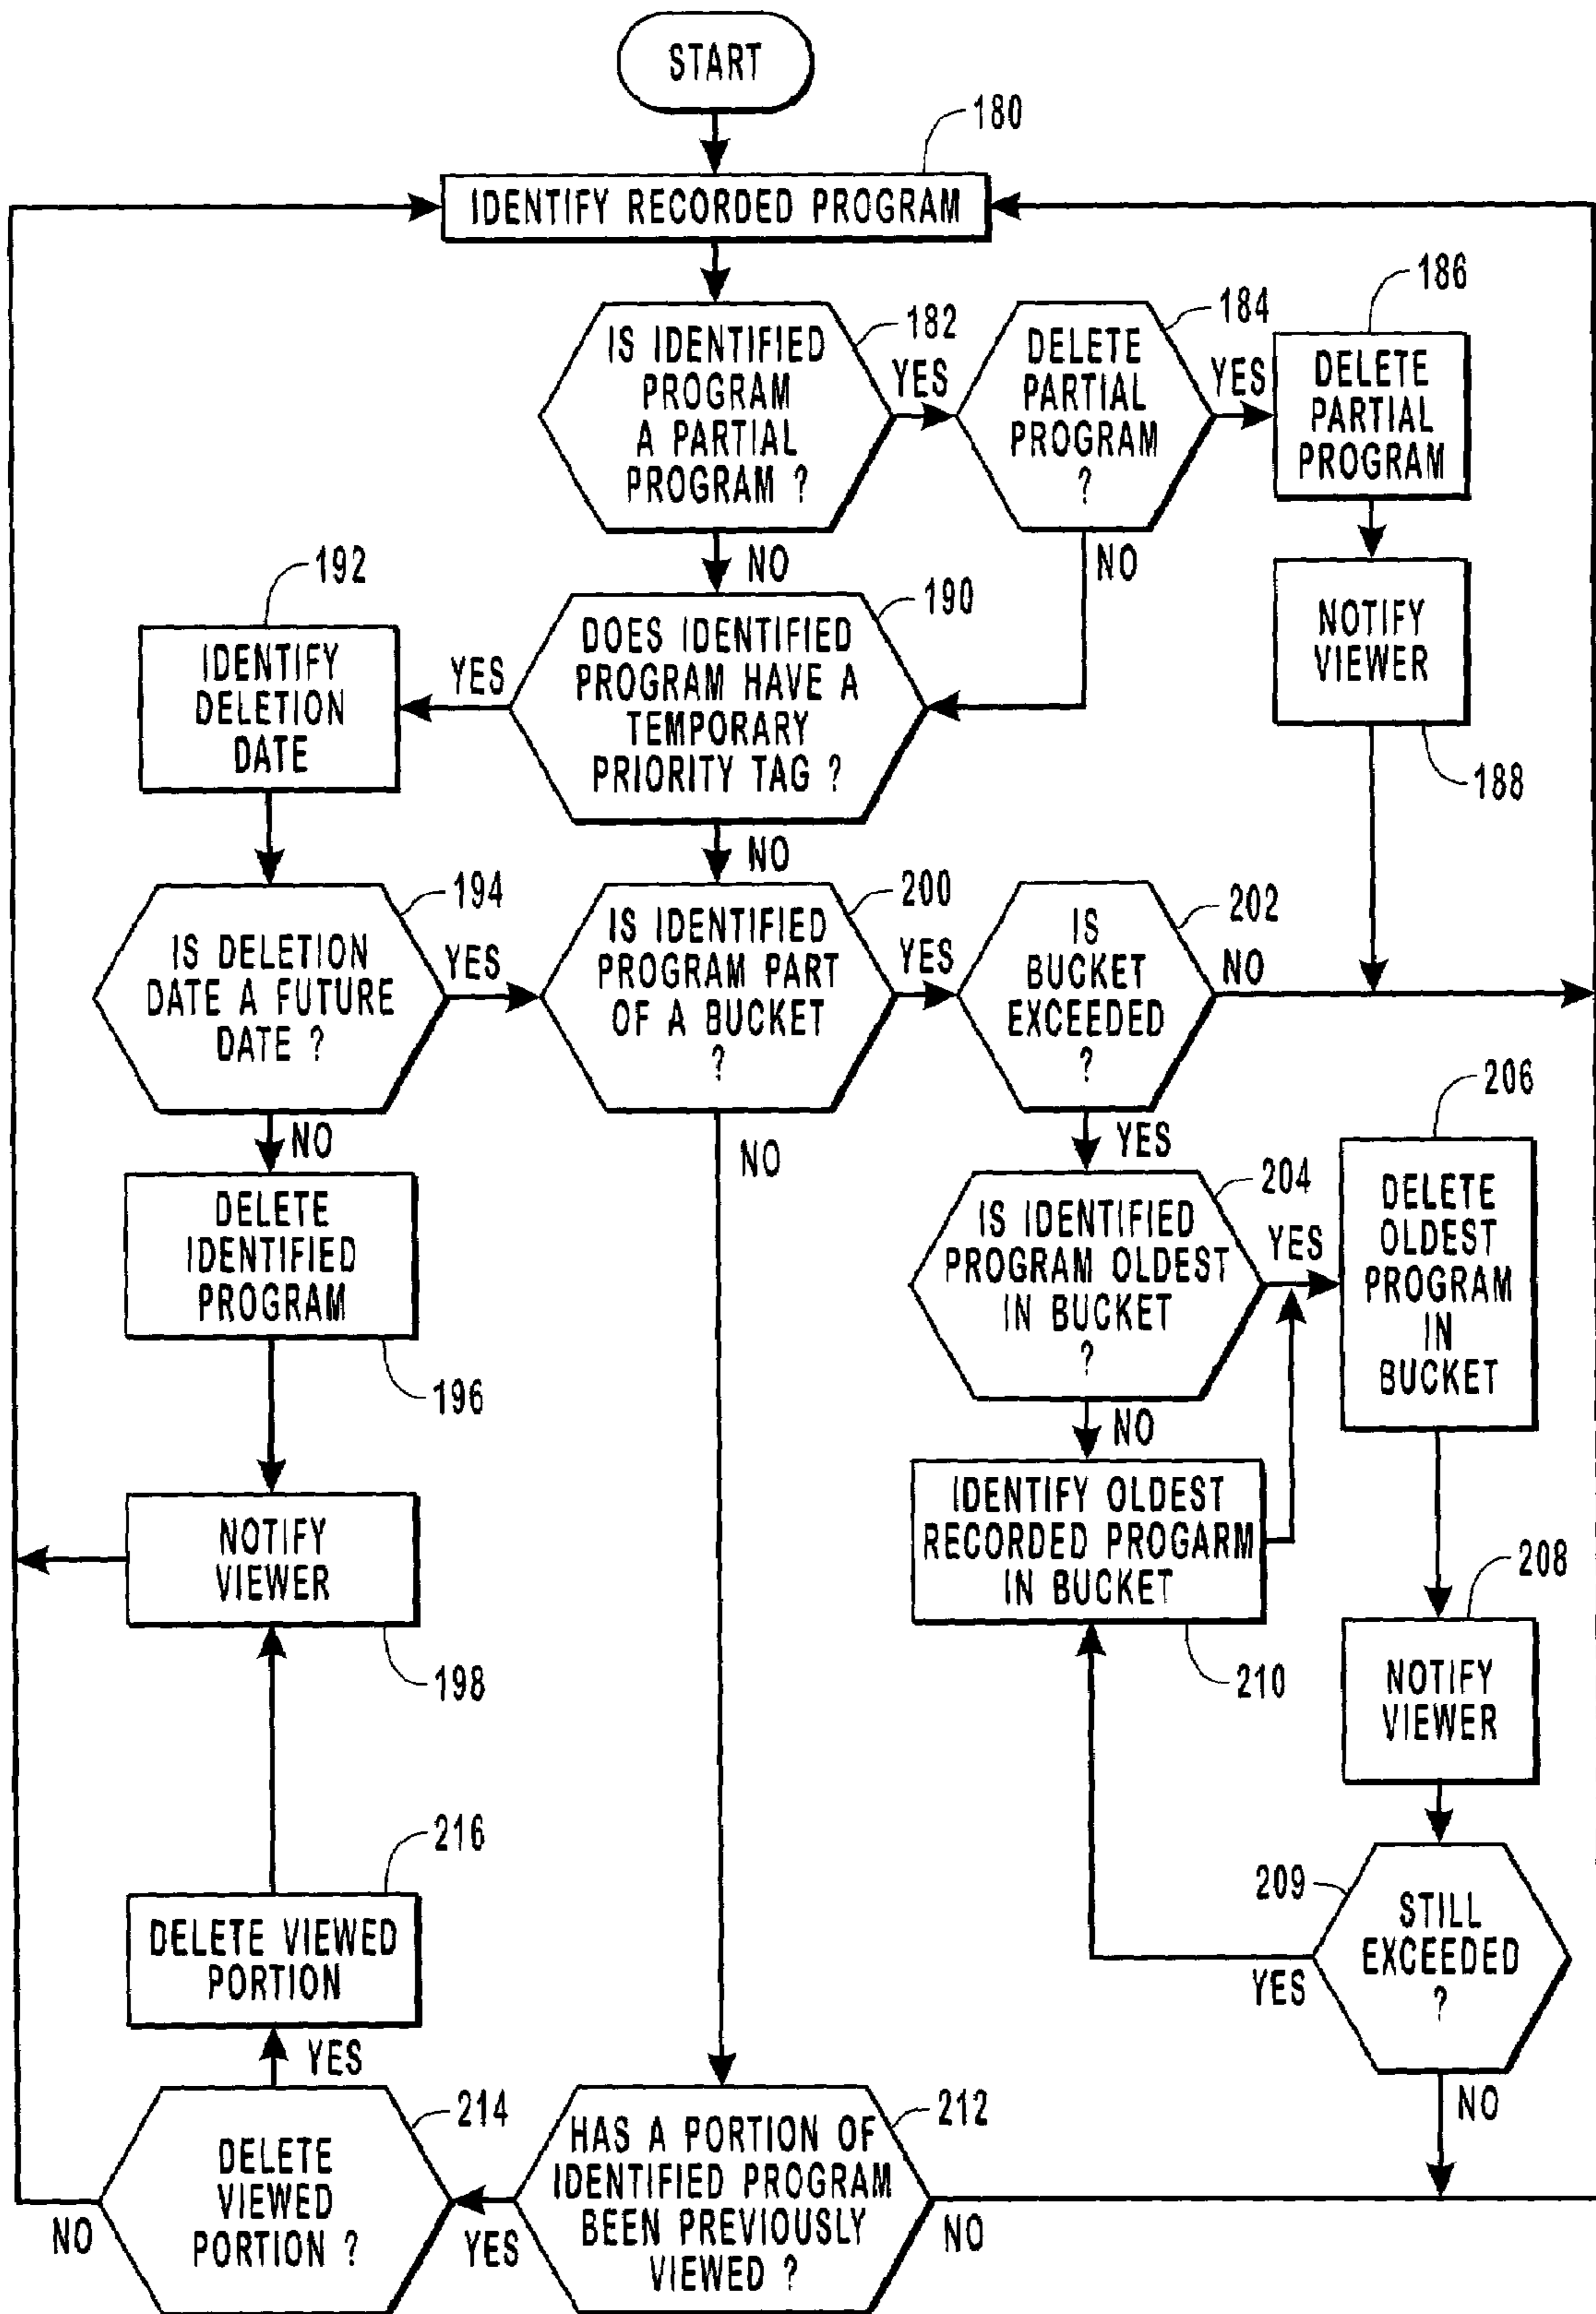 START
180
IDENTIFY RECORDED PROGRAM
182
IS IDENTIFIED
PROGRAM
A PARTIAL
PROGRAM ?
YES
NO
184
DELETE
PARTIAL
PROGRAM
?
YES
NO
186
DELETE
PARTIAL
PROGRAM
NOTIFY
VIEWER
188
190
DOES IDENTIFIED
PROGRAM HAVE A
TEMPORARY
PRIORITY TAG ?
YES
NO
192
IDENTIFY
DELETION
DATE
194
IS DELETION
DATE A FUTURE
DATE ?
YES
NO
DELETE
IDENTIFIED
PROGRAM
196
NOTIFY
VIEWER
198
200
IS IDENTIFIED
PROGRAM PART
OF A BUCKET
?
YES
NO
202
IS
BUCKET
EXCEEDED
?
NO
YES
204
IS IDENTIFIED
PROGRAM OLDEST
IN BUCKET
?
YES
NO
206
DELETE
OLDEST
PROGRAM
IN
BUCKET
IDENTIFY OLDEST
RECORDED PROGARM
IN BUCKET
210
208
NOTIFY
VIEWER
209
STILL
EXCEEDED
?
YES
NO
212
HAS A PORTION OF
IDENTIFIED PROGRAM
BEEN PREVIOUSLY
VIEWED ?
YES
NO
214
DELETE
VIEWED
PORTION ?
NO
YES
216
DELETE VIEWED
PORTION